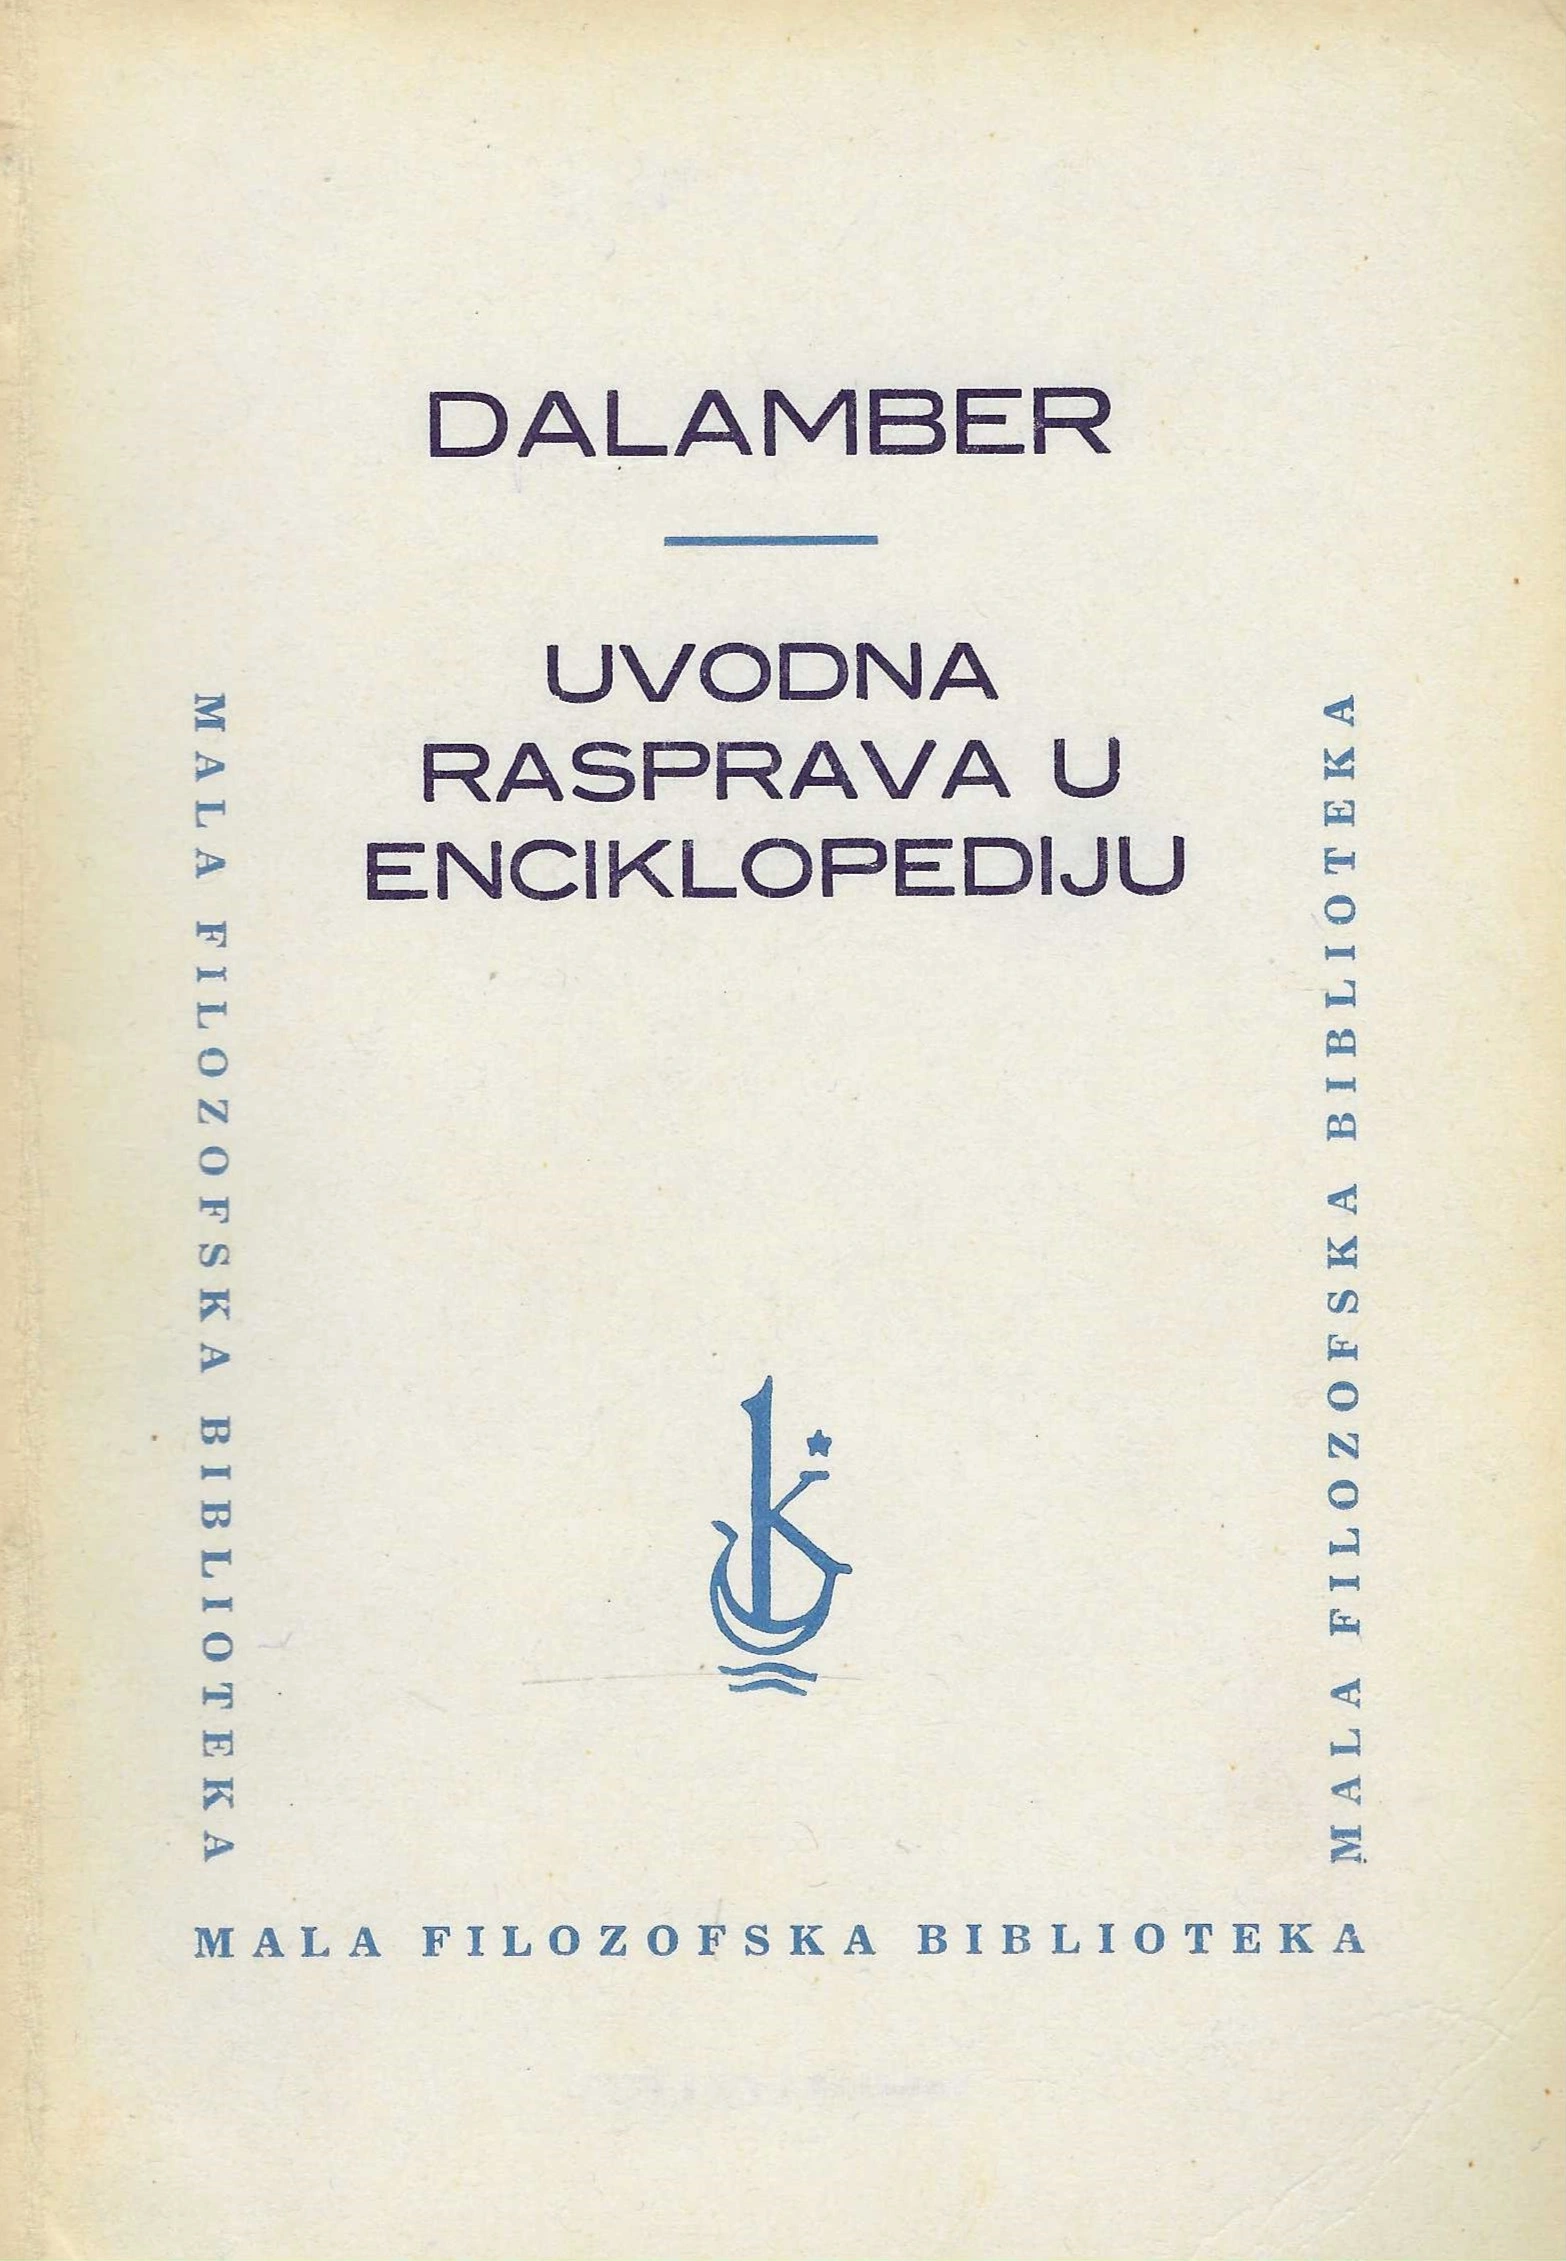 DALAMBER
UVODNA
RASPRAVA U
ENCIKLOPEDIJU
MALA FILOZOFSKA BIBLIOTEKA
MALA FILOZOFSKA BIBLIOTEKA
K
MALA FILOZOFSKA BIBLIOTEKA